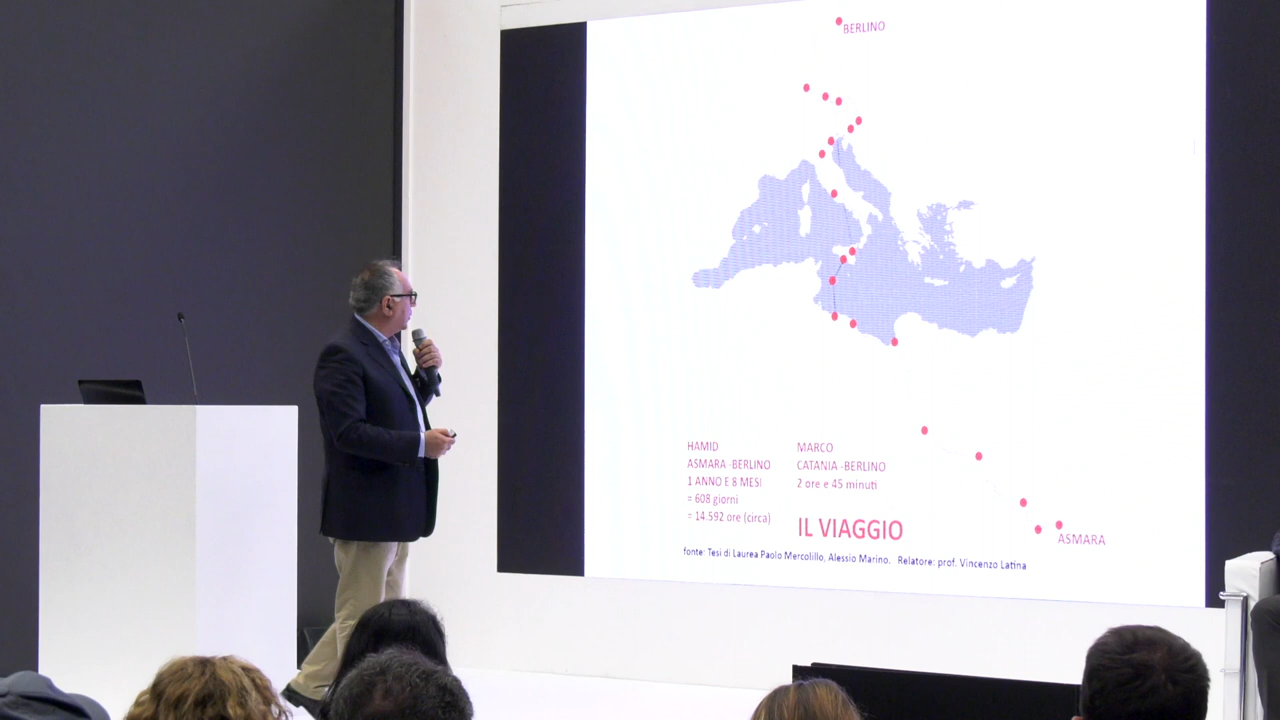 BERLINO
HAMID
ASMARA -BERLINO
1 ANNO E 8 MESI
= 608 giorni
= 14.592 ore (circa)
MARCO
CATANIA -BERLINO
2 ore e 45 minuti
IL VIAGGIO
ASMARA
fonte: Tesi di Laurea Paolo Mercolillo, Alessio Marino. Relatore: prof. Vincenzo Latina